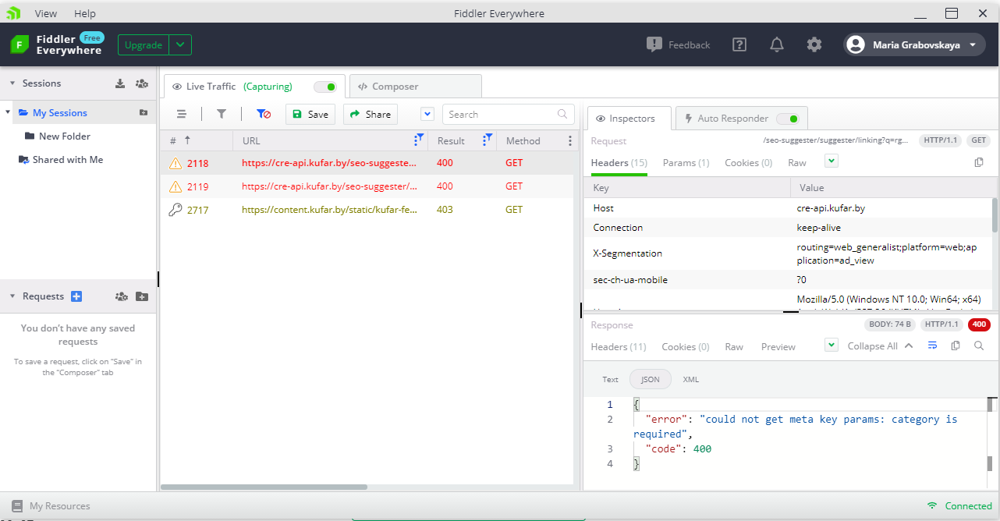 View Help Fiddler Everywhere
Fiddler Free
Everywhere
Upgrade
Feedback
Maria Grabovskaya
Sessions
My Sessions
New Folder
Shared with Me
Requests
You don't have any saved
requests
To save a request, click on "Save" in
the "Composer" tab
Live Traffic (Capturing)
Composer
Save Share Search
# URL Result Method
2118 https://cre-api.kufar.by/seo-suggeste... 400 GET
2119 https://cre-api.kufar.by/seo-suggester/... 400 GET
2717 https://content.kufar.by/static/kufar-fe... 403 GET
Inspectors Auto Responder
Request /seo-suggester/suggester/linking?q=rg... HTTP/1.1 GET
Headers (15) Params (1) Cookies (0) Raw
Key Value
Host cre-api.kufar.by
Connection keep-alive
X-Segmentation routing=web_generalist;platform=web;ap
plication=ad_view
sec-ch-ua-mobile ?0
Mozilla/5.0 (Windows NT 10.0; Win64; x64)
Response BODY: 74 B HTTP/1.1 400
Headers (11) Cookies (0) Raw Preview Collapse All
Text JSON XML
1 {
2 "error": "could not get meta key params: category is
required",
3 "code": 400
4 }
My Resources
Connected